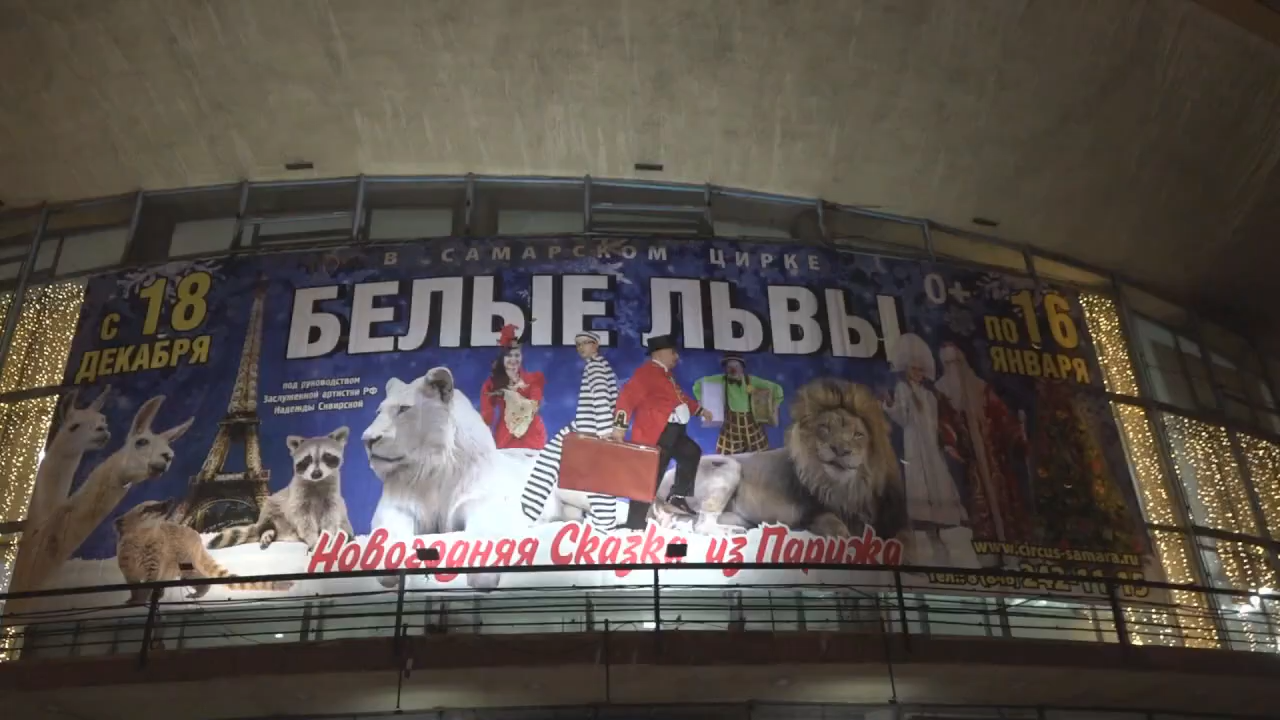 В САМАРСКОМ ЦИРКЕ
БЕЛЫЕ ЛЬВЫ
0+
с 18
ДЕКАБРЯ
по 16
ЯНВАРЯ
под руководством
Заслуженной артистки РФ
Надежды Сивирской
Новогодняя Сказка из Парижа
www.circus-samara.ru